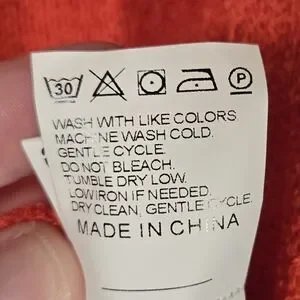 30 P
WASH WITH LIKE COLORS
MACHINE WASH COLD.
GENTLE CYCLE.
DO NOT BLEACH.
TUMBLE DRY LOW.
LOW IRON IF NEEDED.
DRY CLEAN, GENTLE CYCLE.
MADE IN CHINA